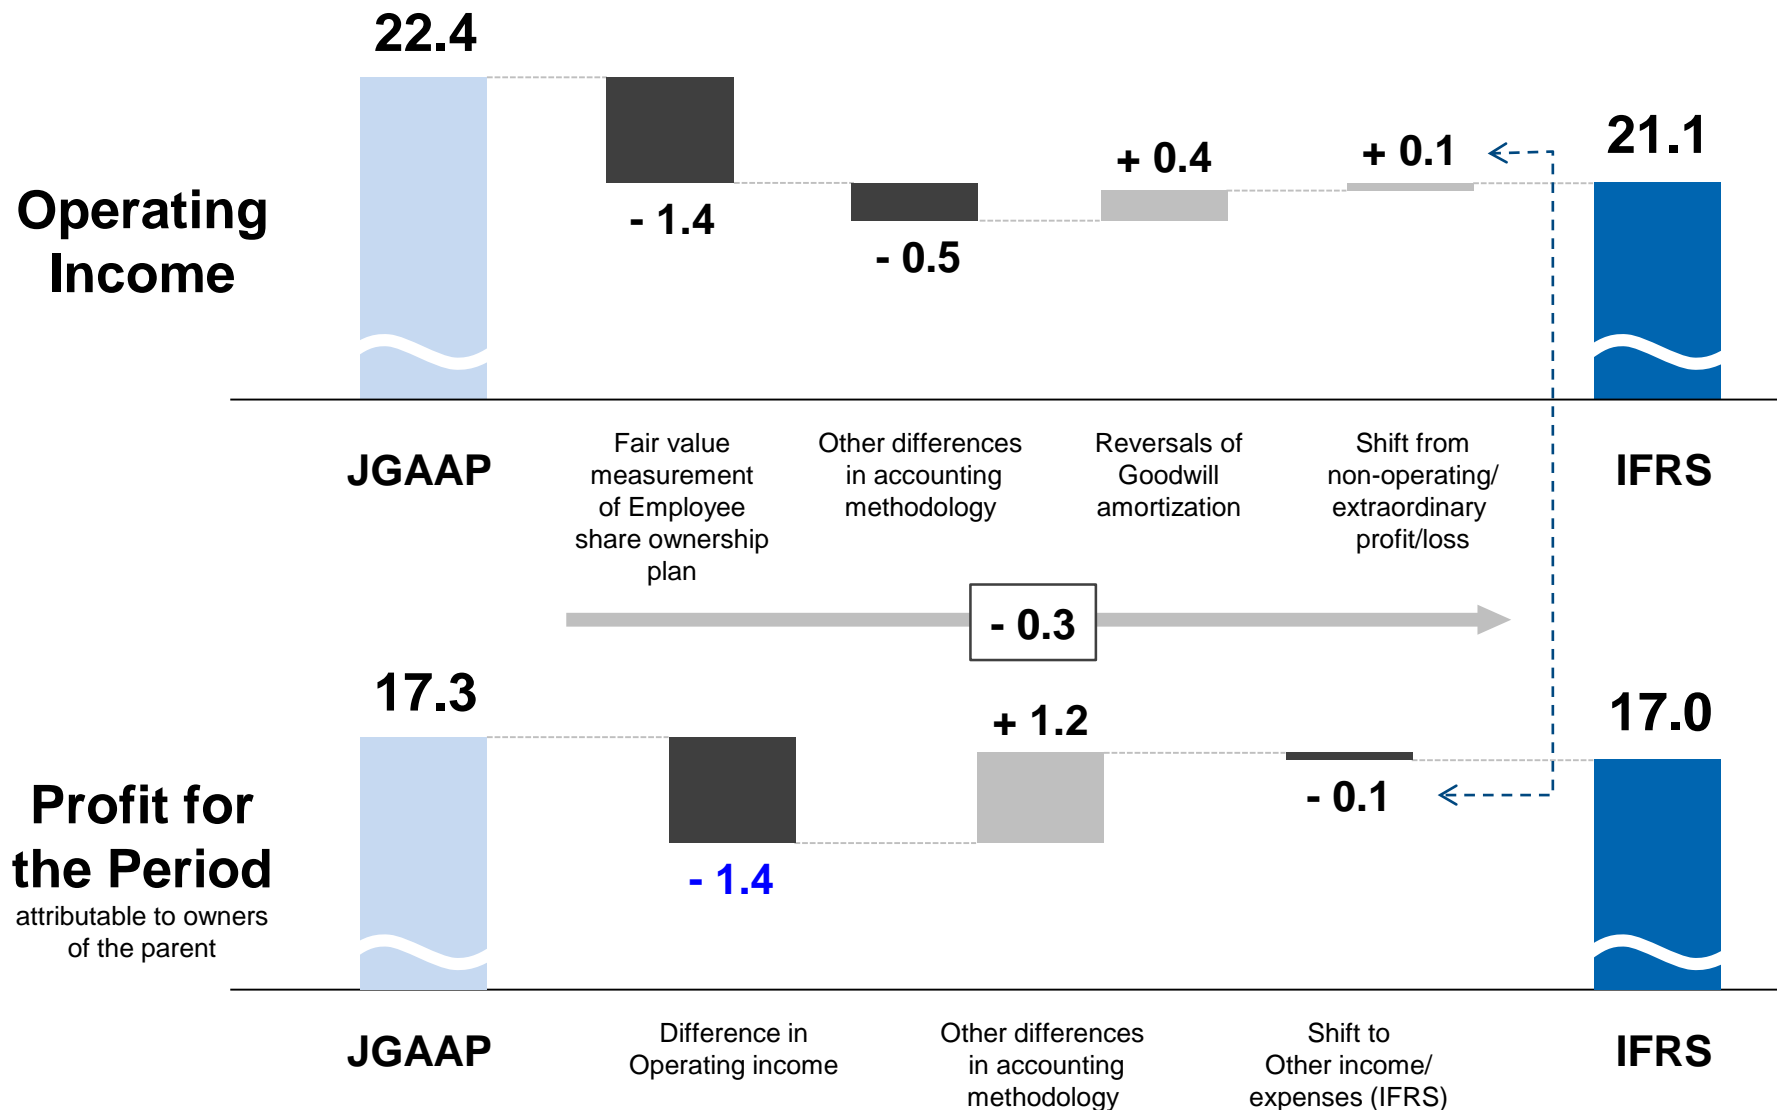 22.4
- 1.4
- 0.5
+ 0.4
+ 0.1
21.1
Operating
Income
JGAAP
Fair value
measurement
of Employee
share ownership
plan
Other differences
in accounting
methodology
Reversals of
Goodwill
amortization
Shift from
non-operating/
extraordinary
profit/loss
IFRS
- 0.3
17.3
- 1.4
+ 1.2
- 0.1
17.0
Profit for
the Period
attributable to owners
of the parent
JGAAP
Difference in
Operating income
Other differences
in accounting
methodology
Shift to
Other income/
expenses (IFRS)
IFRS